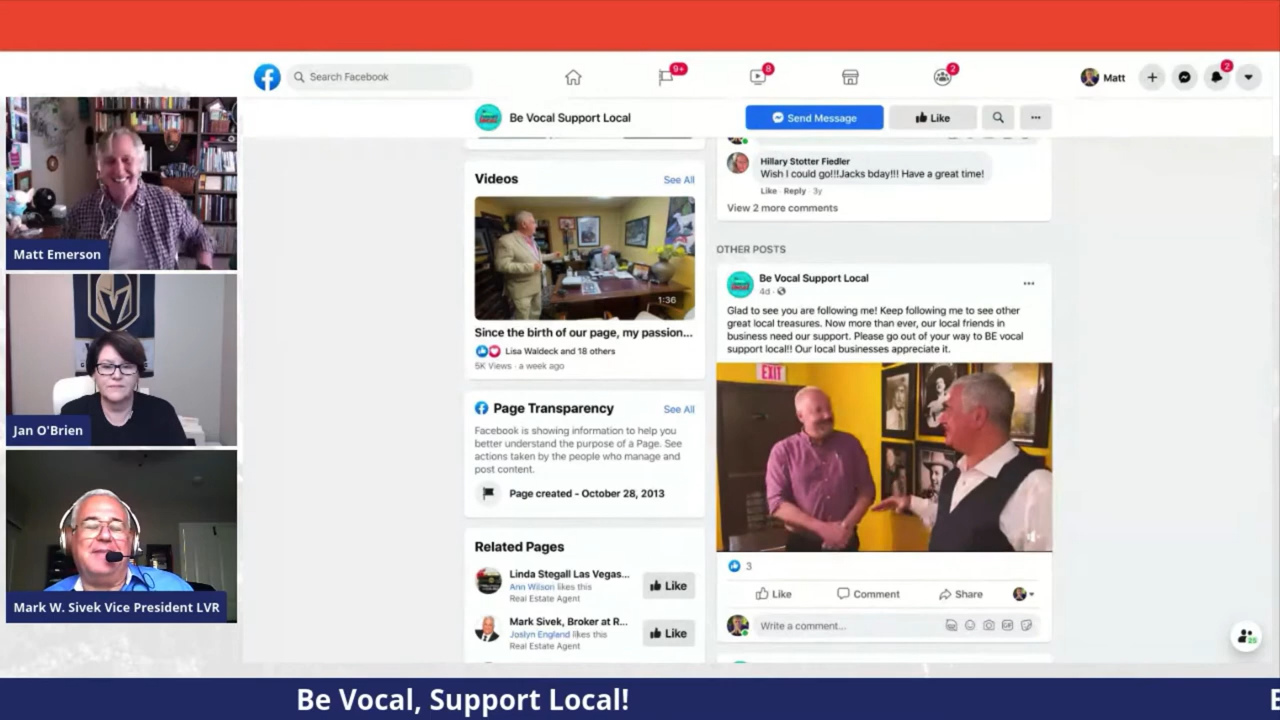 Search Facebook
9+
8
2
Matt
2
Be Vocal Support Local
Send Message
Like
Matt Emerson
Jan O'Brien
Mark W. Sivek Vice President LVR
Videos
See All
1:36
Since the birth of our page, my passion...
Lisa Waldeck and 18 others
5K Views · a week ago
Page Transparency
See All
Facebook is showing information to help you
better understand the purpose of a Page. See
actions taken by the people who manage and
post content.
Page created - October 28, 2013
Related Pages
Linda Stegall Las Vegas...
Ann Wilson likes this
Real Estate Agent
Like
Mark Sivek, Broker at R...
Joslyn England likes this
Real Estate Agent
Like
Hillary Stotter Fiedler
Wish I could go!!!Jacks bday!!! Have a great time!
Like · Reply · 3y
View 2 more comments
OTHER POSTS
Be Vocal Support Local
4d ·
Glad to see you are following me! Keep following me to see other
great local treasures. Now more than ever, our local friends in
business need our support. Please go out of your way to BE vocal
support local!! Our local businesses appreciate it.
EXIT
3
Like
Comment
Share
Write a comment...
GIF
25
Be Vocal, Support Local!